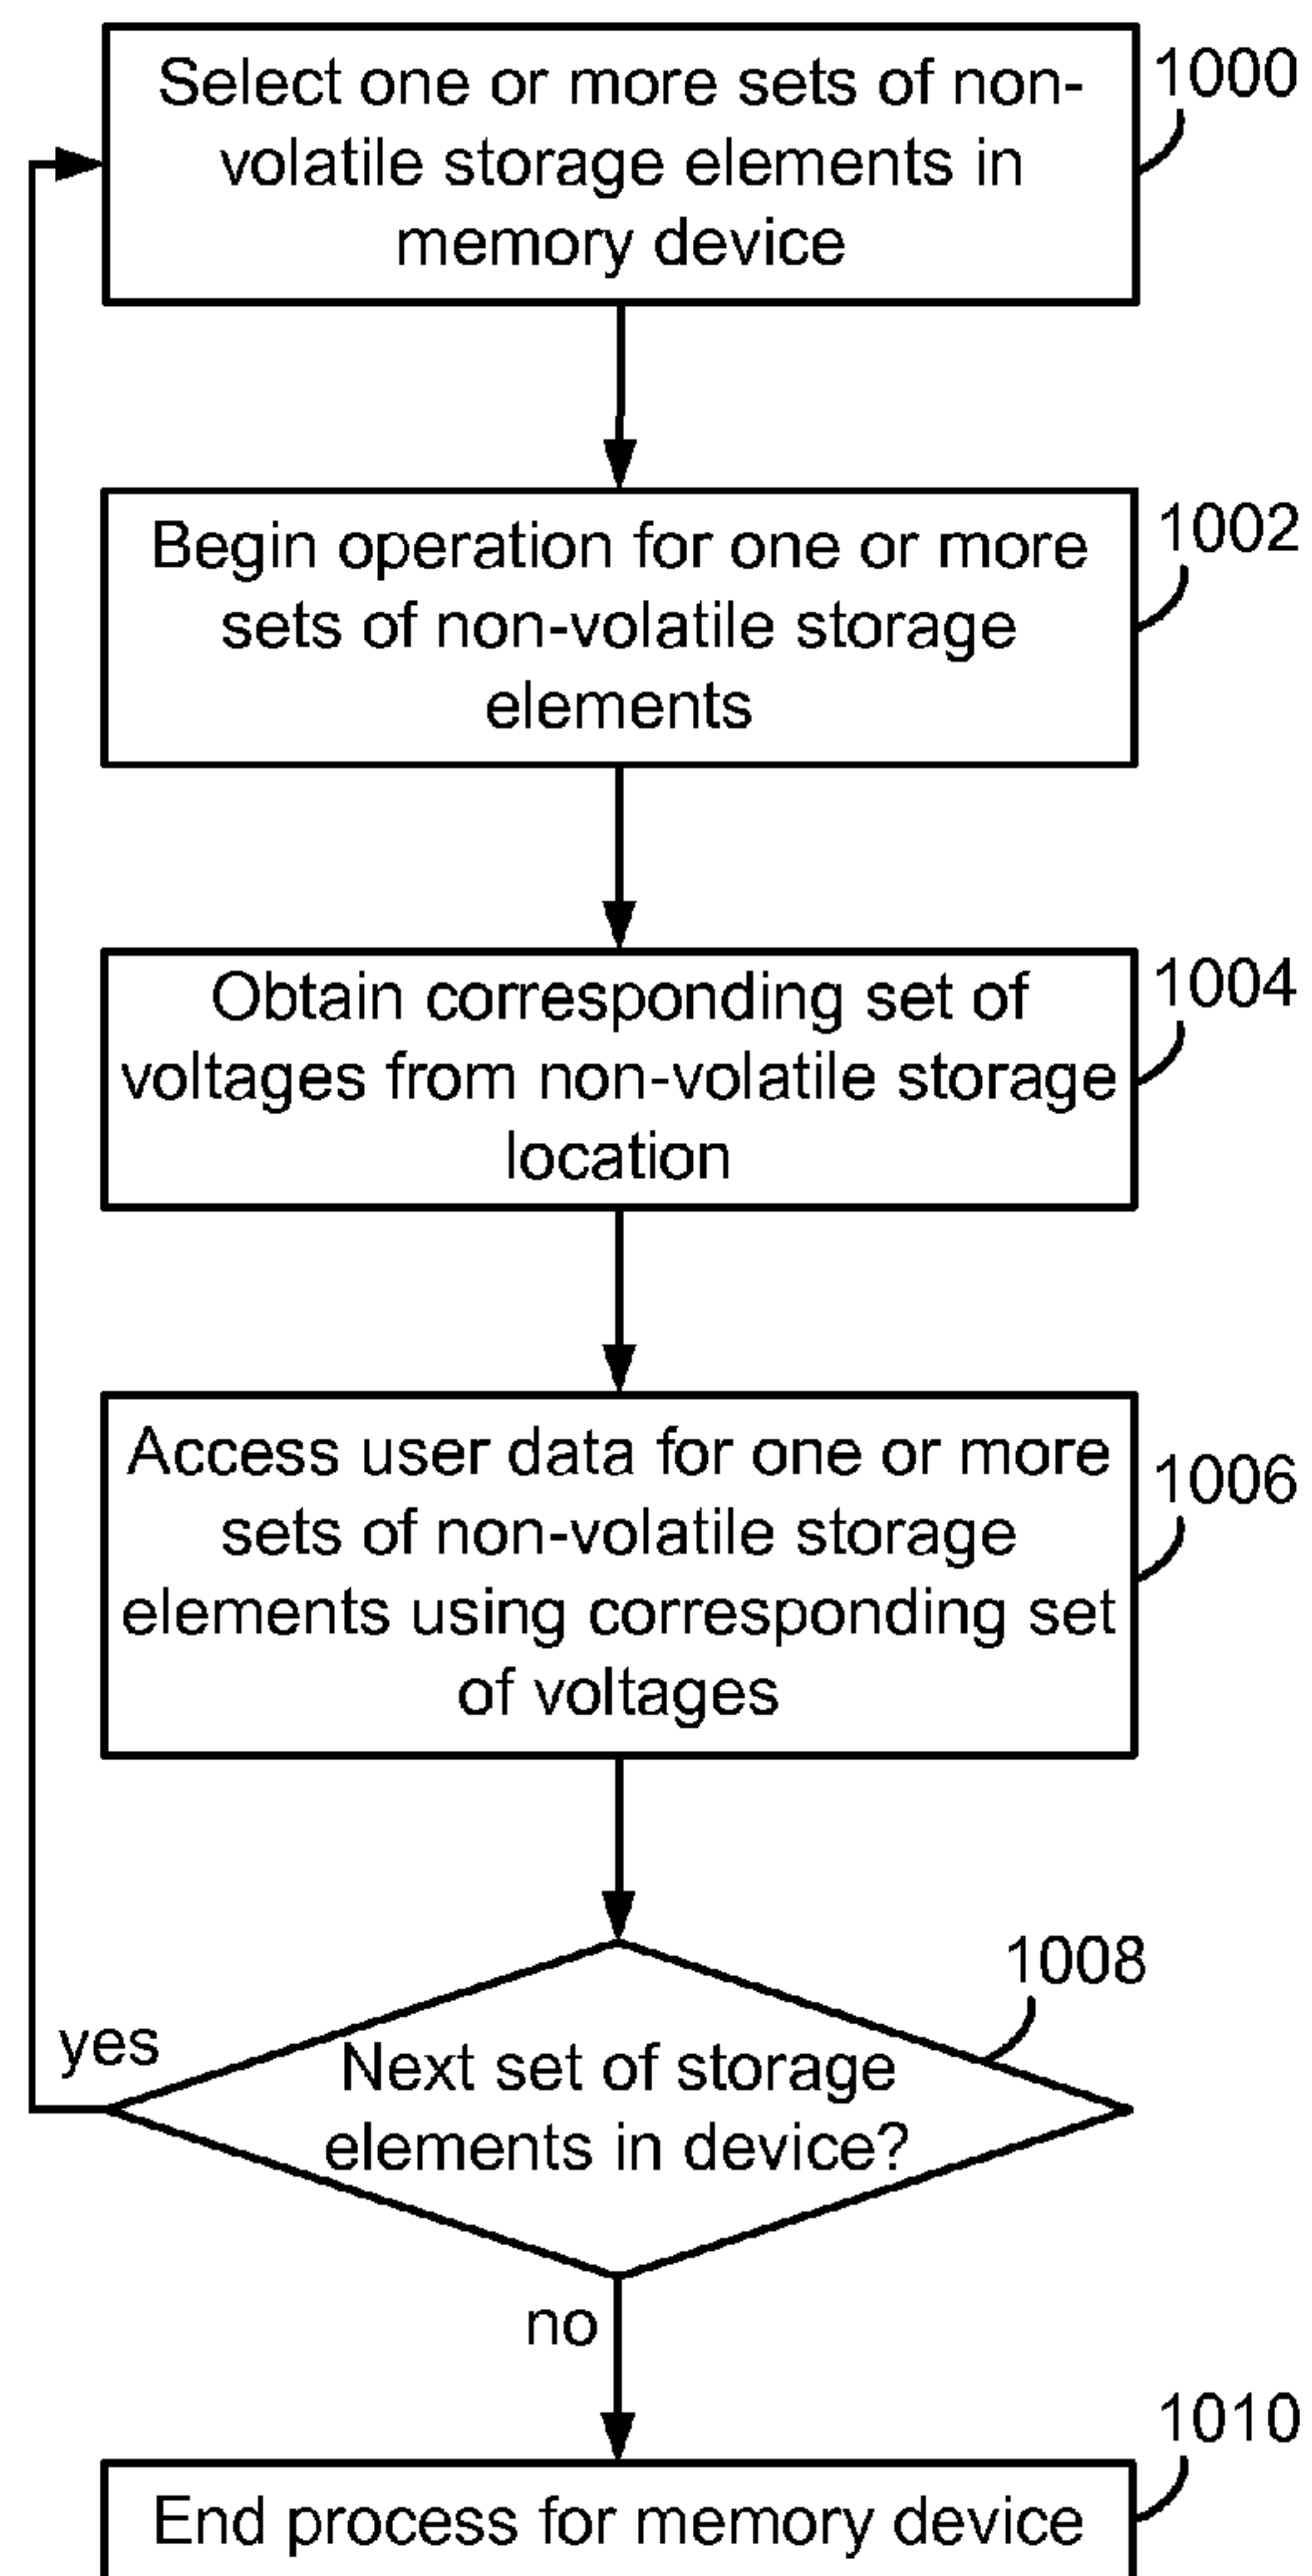 Select one or more sets of non-
volatile storage elements in
memory device
1000
Begin operation for one or more
sets of non-volatile storage
elements
1002
Obtain corresponding set of
voltages from non-volatile storage
location
1004
Access user data for one or more
sets of non-volatile storage
elements using corresponding set
of voltages
1006
Next set of storage
elements in device?
1008
yes
no
End process for memory device
1010